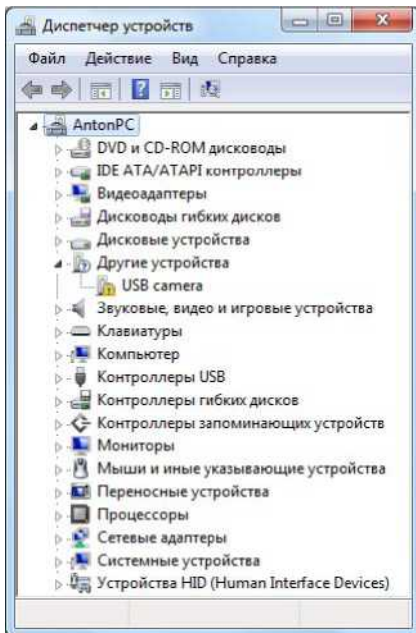 Диспетчер устройств
Файл Действие Вид Справка
AntonPC
DVD и CD-ROM дисководы
IDE ATA/ATAPI контроллеры
Видеоадаптеры
Дисководы гибких дисков
Дисковые устройства
Другие устройства
USB camera
Звуковые, видео и игровые устройства
Клавиатуры
Компьютер
Контроллеры USB
Контроллеры гибких дисков
Контроллеры запоминающих устройств
Мониторы
Мыши и иные указывающие устройства
Переносные устройства
Процессоры
Сетевые адаптеры
Системные устройства
Устройства HID (Human Interface Devices)